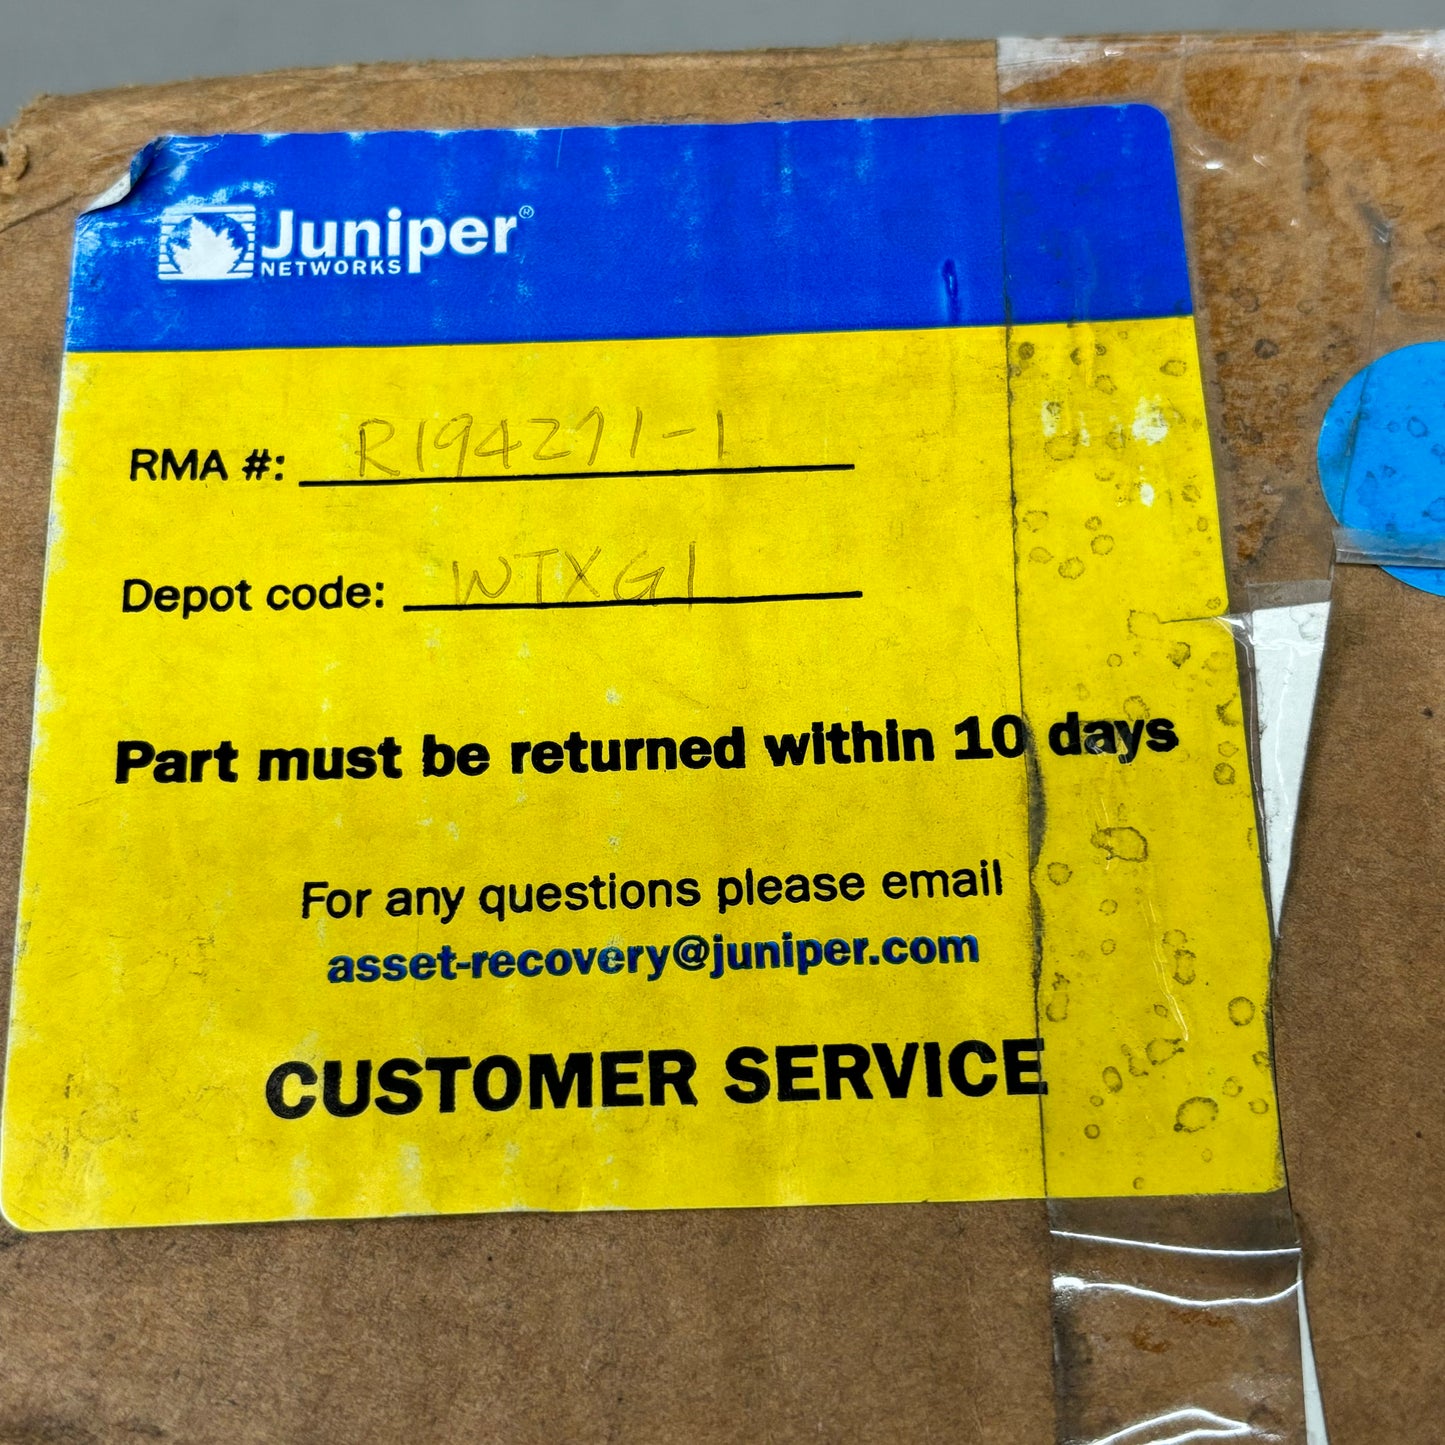 Juniper®
NETWORKS
RMA #: R194271-1
Depot code: WTXG1
Part must be returned within 10 days
For any questions please email
asset-recovery@juniper.com
CUSTOMER SERVICE